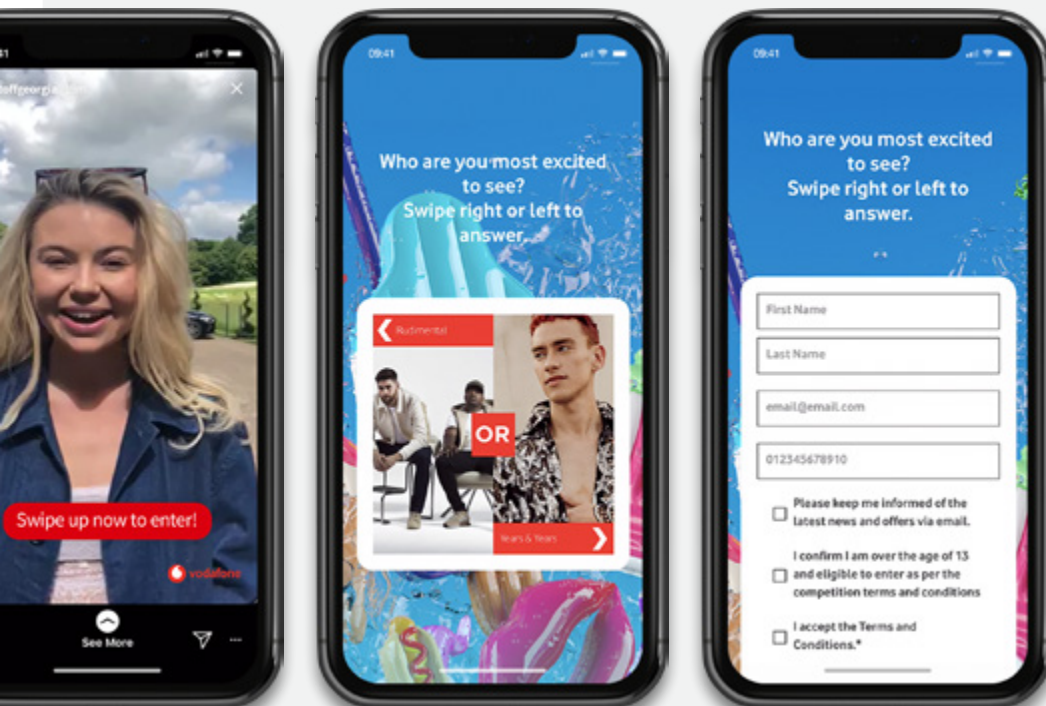 Swipe up now to enter!
vodafone
See More
09:41
Who are you most excited
to see?
Swipe right or left to
answer.
Rudimental
OR
Years & Years
09:41
Who are you most excited
to see?
Swipe right or left to
answer.
First Name
Last Name
email@email.com
012345678910
Please keep me informed of the
latest news and offers via email.
I confirm I am over the age of 13
and eligible to enter as per the
competition terms and conditions
I accept the Terms and
Conditions.*